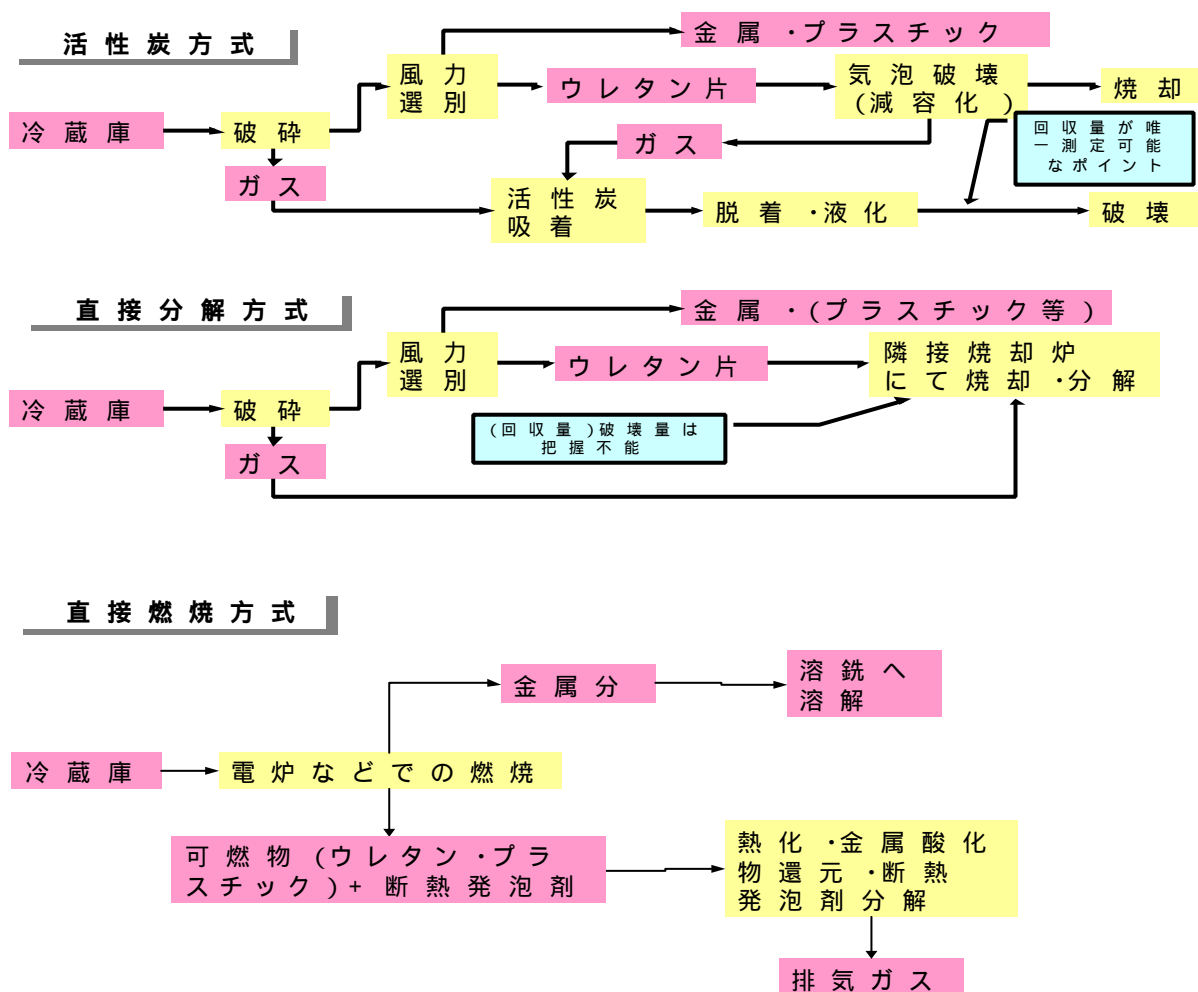 活性炭方式
金属・プラスチック
風力
選別
ウレタン片
気泡破壊
(減容化)
焼却
冷蔵庫
破砕
ガス
回収量が唯
一測定可能
なポイント
ガス
活性炭
吸着
脱着・液化
破壊
直接分解方式
金属・(プラスチック等)
風力
選別
ウレタン片
隣接焼却炉
にて焼却・分解
冷蔵庫
破砕
(回収量)破壊量は
把握不能
ガス
直接燃焼方式
金属分
溶銑へ
溶解
冷蔵庫
電炉などでの燃焼
可燃物(ウレタン・プラ
スチック)+ 断熱発泡剤
熱化・金属酸化
物還元・断熱
発泡剤分解
排気ガス